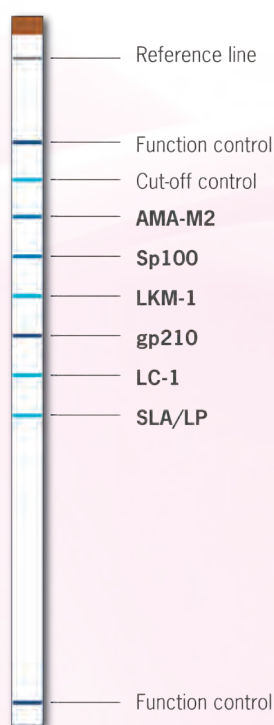 Reference line
Function control
Cut-off control
AMA-M2
Sp100
LKM-1
gp210
LC-1
SLA/LP
Function control